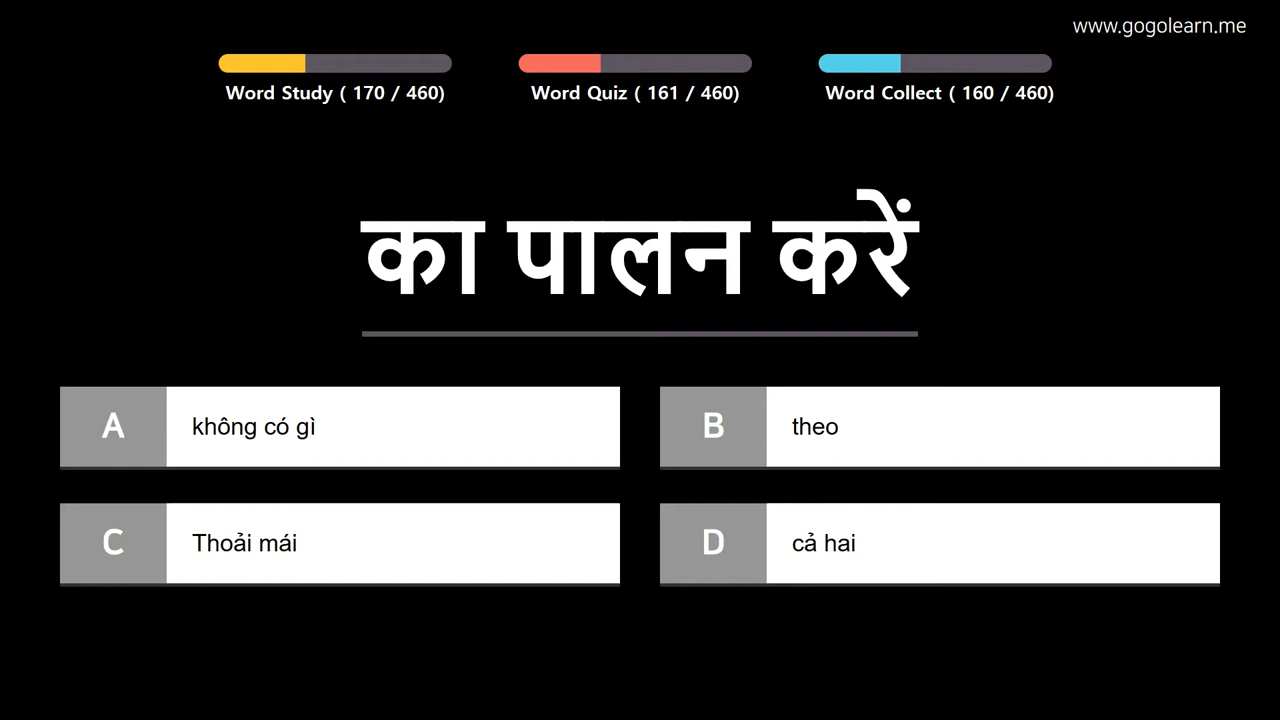 www.gogolearn.me
Word Study ( 170 / 460)
Word Quiz ( 161 / 460)
Word Collect ( 160 / 460)
का पालन करें
A không có gì
B theo
C Thoải mái
D cả hai